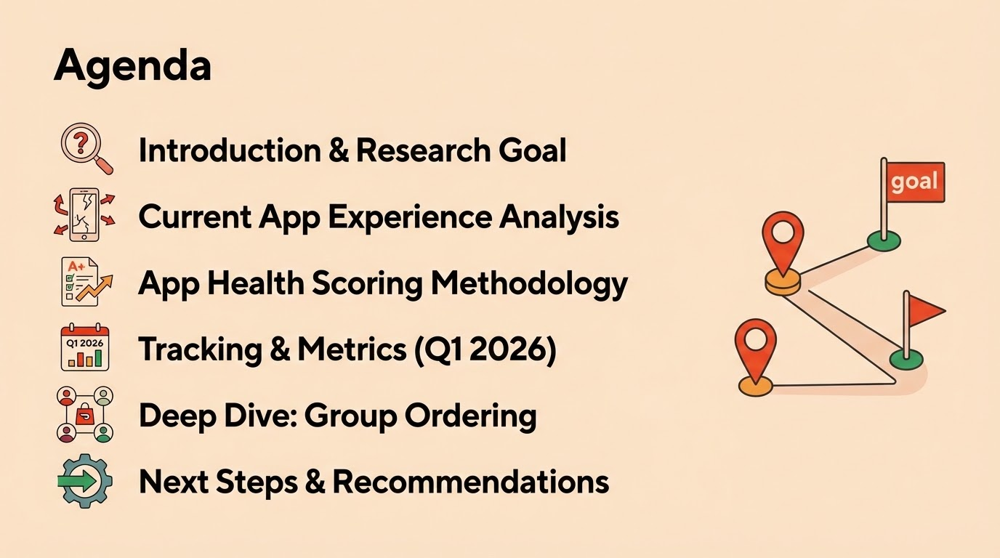 Agenda
?
Introduction & Research Goal
Current App Experience Analysis
A+
App Health Scoring Methodology
Q1 2026
Tracking & Metrics (Q1 2026)
Deep Dive: Group Ordering
Next Steps & Recommendations
goal